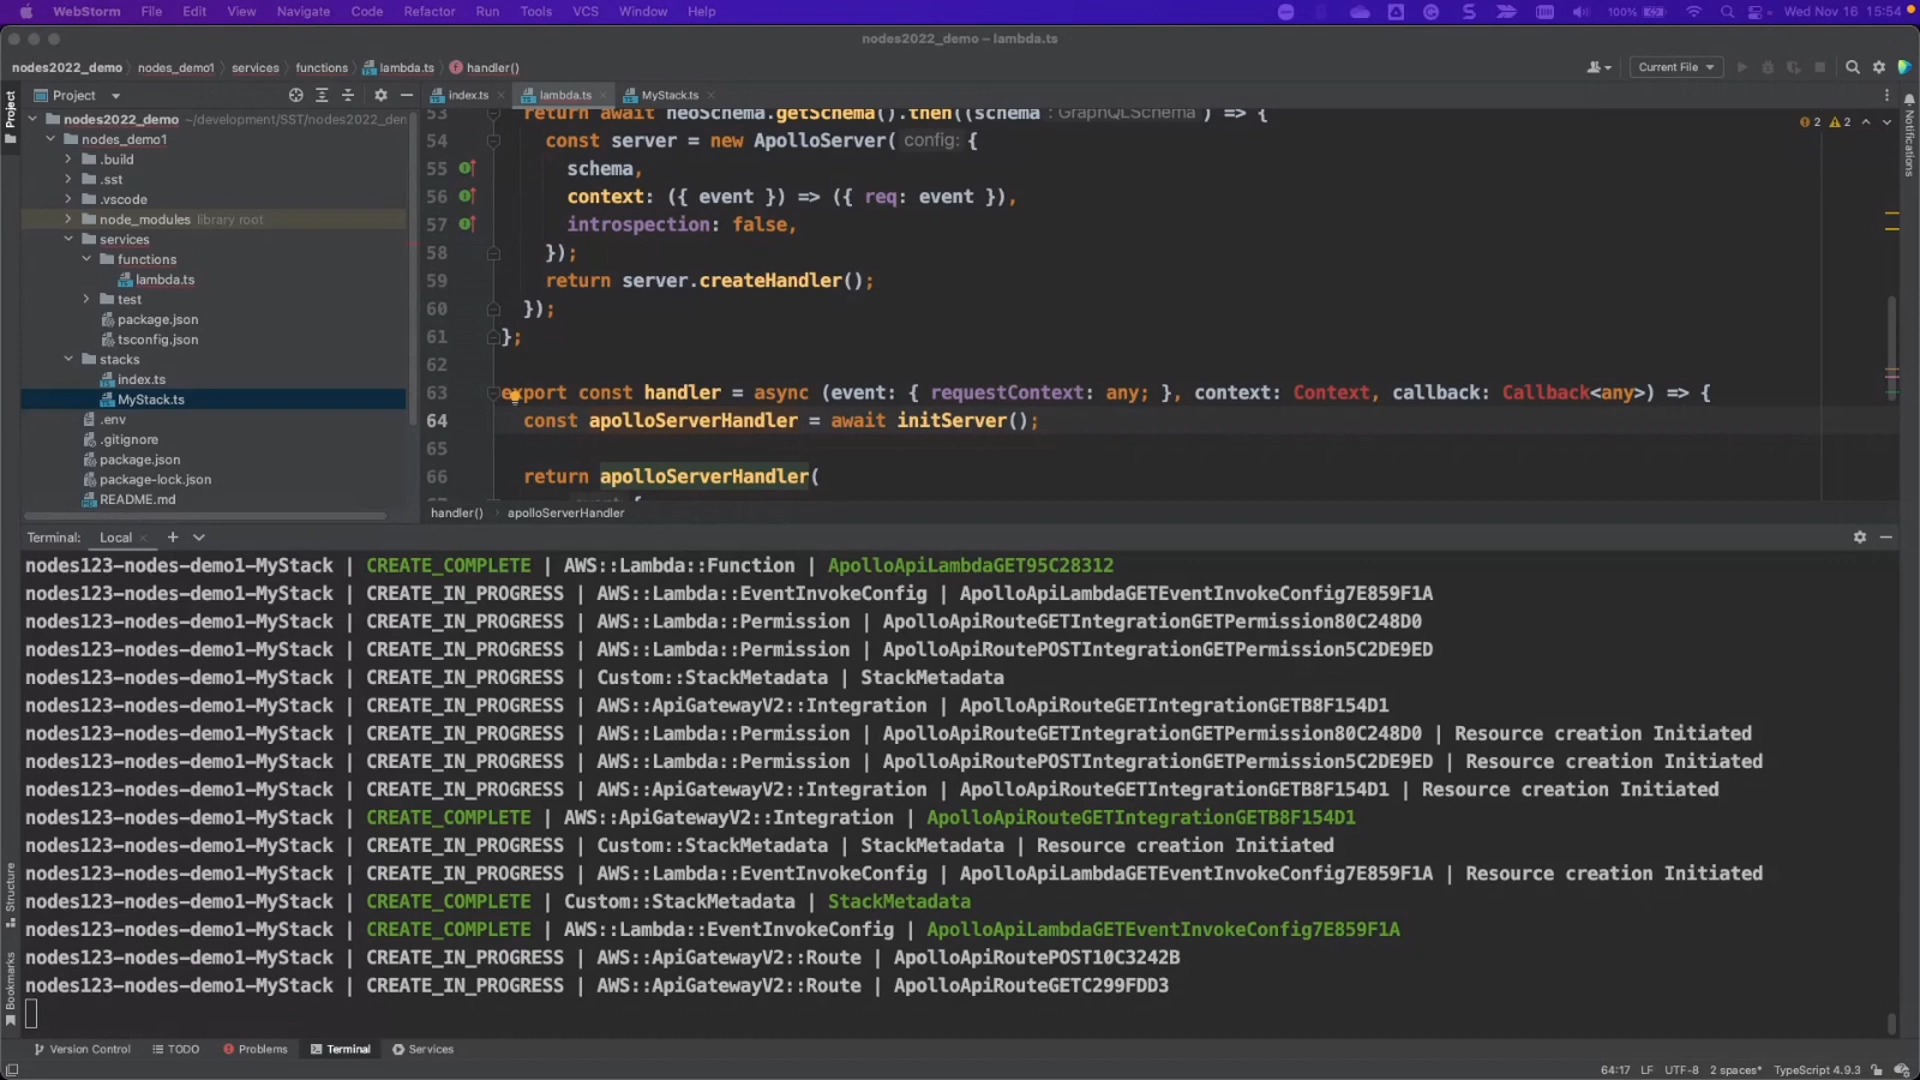 WebStorm File Edit View Navigate Code Refactor Run Tools VCS Window Help 100% Wed Nov 16 15:54
nodes2022_demo – lambda.ts
nodes2022_demo nodes_demo1 services functions lambda.ts handler() Current File
Project index.ts lambda.ts MyStack.ts
Project
nodes2022_demo ~/development/SST/nodes2022_den
nodes_demo1
.build
.sst
.vscode
node_modules library root
services
functions
lambda.ts
test
package.json
tsconfig.json
stacks
index.ts
MyStack.ts
.env
.gitignore
package.json
package-lock.json
README.md
2 2
Notifications
53 return await neoSchema.getSchema().then((schema : GraphQLSchema ) => {
54 const server = new ApolloServer( config: {
55 schema,
56 context: ({ event }) => ({ req: event }),
57 introspection: false,
58 });
59 return server.createHandler();
60 });
61 };
62
63 export const handler = async (event: { requestContext: any; }, context: Context, callback: Callback<any>) => {
64 const apolloServerHandler = await initServer();
65
66 return apolloServerHandler(
handler() apolloServerHandler
Terminal: Local
nodes123-nodes-demo1-MyStack | CREATE_COMPLETE | AWS::Lambda::Function | ApolloApiLambdaGET95C28312
nodes123-nodes-demo1-MyStack | CREATE_IN_PROGRESS | AWS::Lambda::EventInvokeConfig | ApolloApiLambdaGETEventInvokeConfig7E859F1A
nodes123-nodes-demo1-MyStack | CREATE_IN_PROGRESS | AWS::Lambda::Permission | ApolloApiRouteGETIntegrationGETPermission80C248D0
nodes123-nodes-demo1-MyStack | CREATE_IN_PROGRESS | AWS::Lambda::Permission | ApolloApiRoutePOSTIntegrationGETPermission5C2DE9ED
nodes123-nodes-demo1-MyStack | CREATE_IN_PROGRESS | Custom::StackMetadata | StackMetadata
nodes123-nodes-demo1-MyStack | CREATE_IN_PROGRESS | AWS::ApiGatewayV2::Integration | ApolloApiRouteGETIntegrationGETB8F154D1
nodes123-nodes-demo1-MyStack | CREATE_IN_PROGRESS | AWS::Lambda::Permission | ApolloApiRouteGETIntegrationGETPermission80C248D0 | Resource creation Initiated
nodes123-nodes-demo1-MyStack | CREATE_IN_PROGRESS | AWS::Lambda::Permission | ApolloApiRoutePOSTIntegrationGETPermission5C2DE9ED | Resource creation Initiated
nodes123-nodes-demo1-MyStack | CREATE_IN_PROGRESS | AWS::ApiGatewayV2::Integration | ApolloApiRouteGETIntegrationGETB8F154D1 | Resource creation Initiated
nodes123-nodes-demo1-MyStack | CREATE_COMPLETE | AWS::ApiGatewayV2::Integration | ApolloApiRouteGETIntegrationGETB8F154D1
nodes123-nodes-demo1-MyStack | CREATE_IN_PROGRESS | Custom::StackMetadata | StackMetadata | Resource creation Initiated
nodes123-nodes-demo1-MyStack | CREATE_IN_PROGRESS | AWS::Lambda::EventInvokeConfig | ApolloApiLambdaGETEventInvokeConfig7E859F1A | Resource creation Initiated
nodes123-nodes-demo1-MyStack | CREATE_COMPLETE | Custom::StackMetadata | StackMetadata
nodes123-nodes-demo1-MyStack | CREATE_COMPLETE | AWS::Lambda::EventInvokeConfig | ApolloApiLambdaGETEventInvokeConfig7E859F1A
nodes123-nodes-demo1-MyStack | CREATE_IN_PROGRESS | AWS::ApiGatewayV2::Route | ApolloApiRoutePOST10C3242B
nodes123-nodes-demo1-MyStack | CREATE_IN_PROGRESS | AWS::ApiGatewayV2::Route | ApolloApiRouteGETC299FDD3
Structure
Bookmarks
Version Control TODO Problems Terminal Services
64:17 LF UTF-8 2 spaces* TypeScript 4.9.3